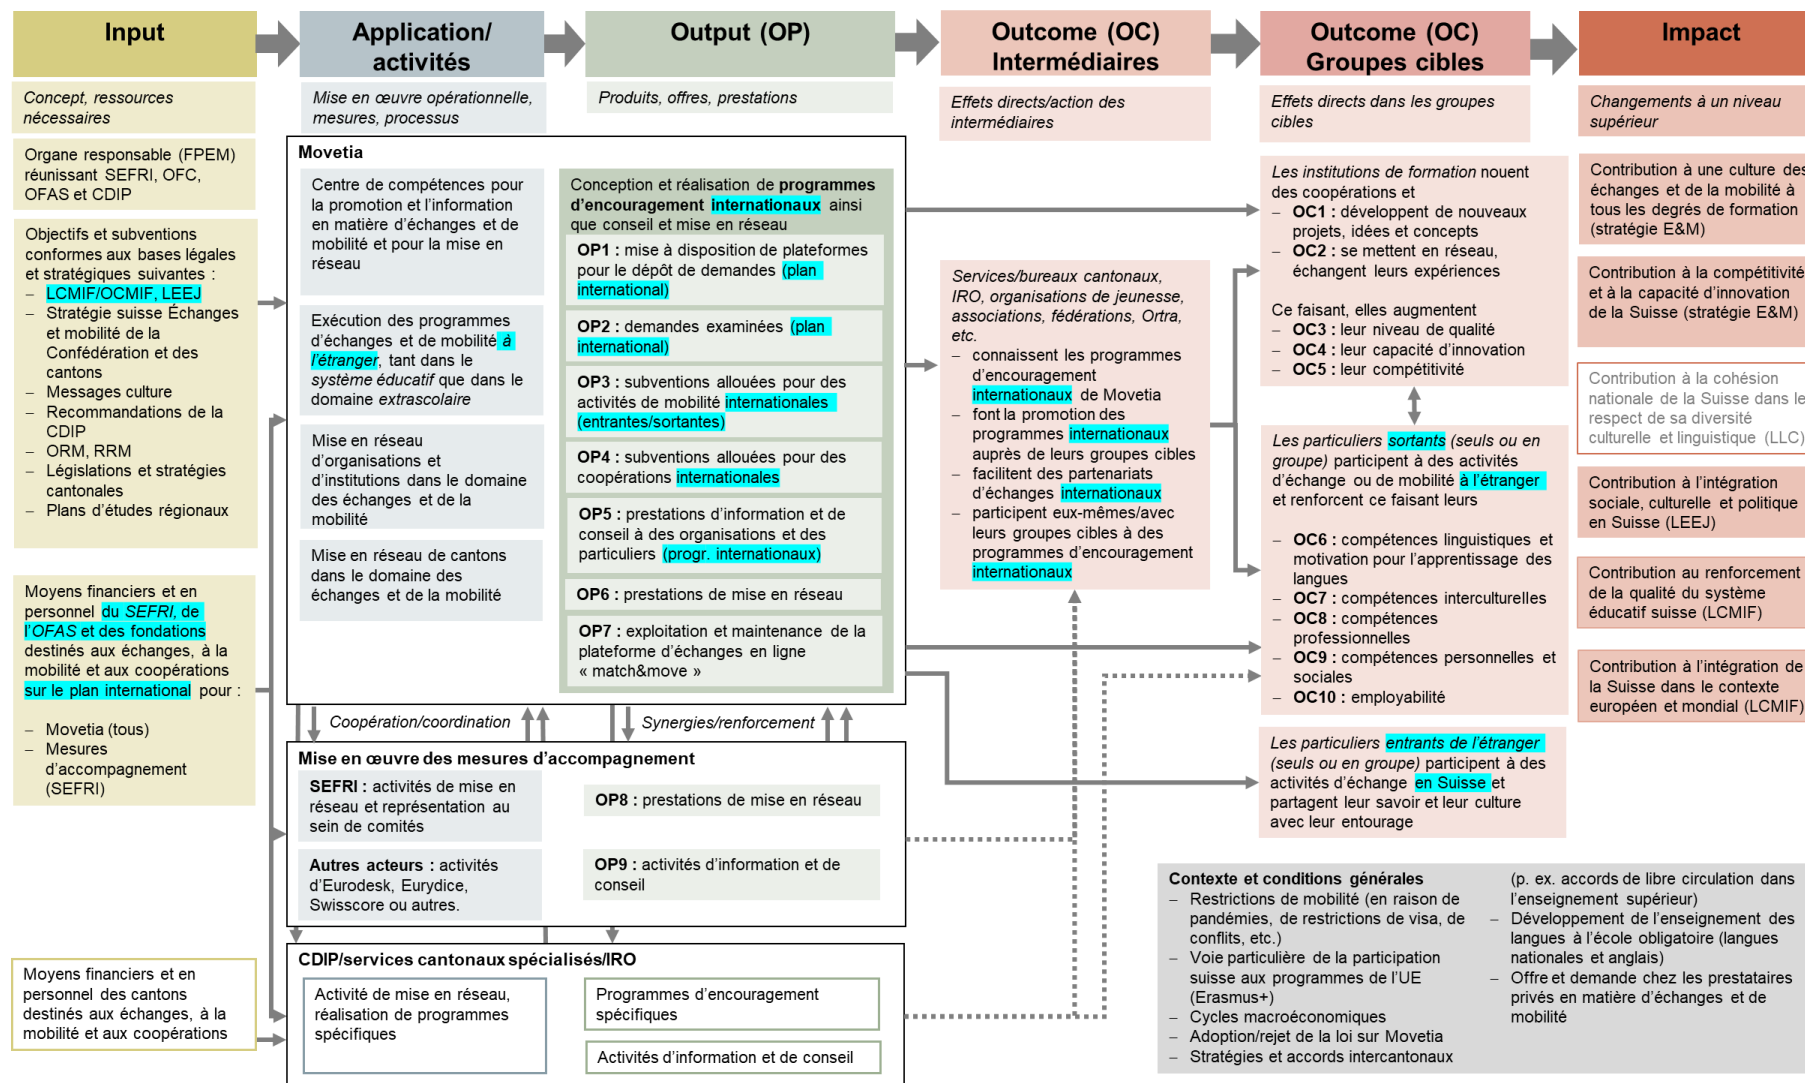 Input
Application/
activités
Output (OP)
Outcome (OC)
Intermédiaires
Outcome (OC)
Groupes cibles
Impact
Concept, ressources
nécessaires
Mise en œuvre opérationnelle,
mesures, processus
Produits, offres, prestations
Effets directs/action des
intermédiaires
Effets directs dans les groupes
cibles
Changements à un niveau
supérieur
Organe responsable (FPEM)
réunissant SEFRI, OFC,
OFAS et CDIP
Objectifs et subventions
conformes aux bases légales
et stratégiques suivantes :
– LCMIF/OCMIF, LEEJ
– Stratégie suisse Échanges
et mobilité de la
Confédération et des
cantons
– Messages culture
– Recommandations de la
CDIP
– ORM, RRM
– Législations et stratégies
cantonales
– Plans d'études régionaux
Moyens financiers et en
personnel du SEFRI, de
l'OFAS et des fondations
destinés aux échanges, à la
mobilité et aux coopérations
sur le plan international pour :
– Movetia (tous)
– Mesures
d'accompagnement
(SEFRI)
Moyens financiers et en
personnel des cantons
destinés aux échanges, à la
mobilité et aux coopérations
Movetia
Centre de compétences pour
la promotion et l'information
en matière d'échanges et de
mobilité et pour la mise en
réseau
Exécution des programmes
d'échanges et de mobilité à
l'étranger, tant dans le
système éducatif que dans le
domaine extrascolaire
Mise en réseau
d'organisations et
d'institutions dans le domaine
des échanges et de la
mobilité
Mise en réseau de cantons
dans le domaine des
échanges et de la mobilité
Conception et réalisation de programmes
d'encouragement internationaux ainsi
que conseil et mise en réseau
OP1 : mise à disposition de plateformes
pour le dépôt de demandes (plan
international)
OP2 : demandes examinées (plan
international)
OP3 : subventions allouées pour des
activités de mobilité internationales
(entrantes/sortantes)
OP4 : subventions allouées pour des
coopérations internationales
OP5 : prestations d'information et de
conseil à des organisations et des
particuliers (progr. internationaux)
OP6 : prestations de mise en réseau
OP7 : exploitation et maintenance de la
plateforme d'échanges en ligne
« match&move »
Coopération/coordination
Synergies/renforcement
Mise en œuvre des mesures d'accompagnement
SEFRI : activités de mise en
réseau et représentation au
sein de comités
OP8 : prestations de mise en réseau
Autres acteurs : activités
d'Eurodesk, Eurydice,
Swisscore ou autres.
OP9 : activités d'information et de
conseil
CDIP/services cantonaux spécialisés/IRO
Activité de mise en réseau,
réalisation de programmes
spécifiques
Programmes d'encouragement
spécifiques
Activités d'information et de conseil
Services/bureaux cantonaux,
IRO, organisations de jeunesse,
associations, fédérations, Ortra,
etc.
– connaissent les programmes
d'encouragement
internationaux de Movetia
– font la promotion des
programmes internationaux
auprès de leurs groupes cibles
– facilitent des partenariats
d'échanges internationaux
– participent eux-mêmes/avec
leurs groupes cibles à des
programmes d'encouragement
internationaux
Les institutions de formation nouent
des coopérations et
– OC1 : développent de nouveaux
projets, idées et concepts
– OC2 : se mettent en réseau,
échangent leurs expériences
Ce faisant, elles augmentent
– OC3 : leur niveau de qualité
– OC4 : leur capacité d'innovation
– OC5 : leur compétitivité
Les particuliers sortants (seuls ou en
groupe) participent à des activités
d'échange ou de mobilité à l'étranger
et renforcent ce faisant leurs
– OC6 : compétences linguistiques et
motivation pour l'apprentissage des
langues
– OC7 : compétences interculturelles
– OC8 : compétences
professionnelles
– OC9 : compétences personnelles et
sociales
– OC10 : employabilité
Les particuliers entrants de l'étranger
(seuls ou en groupe) participent à des
activités d'échange en Suisse et
partagent leur savoir et leur culture
avec leur entourage
Contribution à une culture des
échanges et de la mobilité à
tous les degrés de formation
(stratégie E&M)
Contribution à la compétitivité
et à la capacité d'innovation
de la Suisse (stratégie E&M)
Contribution à la cohésion
nationale de la Suisse dans le
respect de sa diversité
culturelle et linguistique (LLC)
Contribution à l'intégration
sociale, culturelle et politique
en Suisse (LEEJ)
Contribution au renforcement
de la qualité du système
éducatif suisse (LCMIF)
Contribution à l'intégration de
la Suisse dans le contexte
européen et mondial (LCMIF)
Contexte et conditions générales
– Restrictions de mobilité (en raison de
pandémies, de restrictions de visa, de
conflits, etc.)
– Voie particulière de la participation
suisse aux programmes de l'UE
(Erasmus+)
– Cycles macroéconomiques
– Adoption/rejet de la loi sur Movetia
– Stratégies et accords intercantonaux
(p. ex. accords de libre circulation dans
l'enseignement supérieur)
– Développement de l'enseignement des
langues à l'école obligatoire (langues
nationales et anglais)
– Offre et demande chez les prestataires
privés en matière d'échanges et de
mobilité